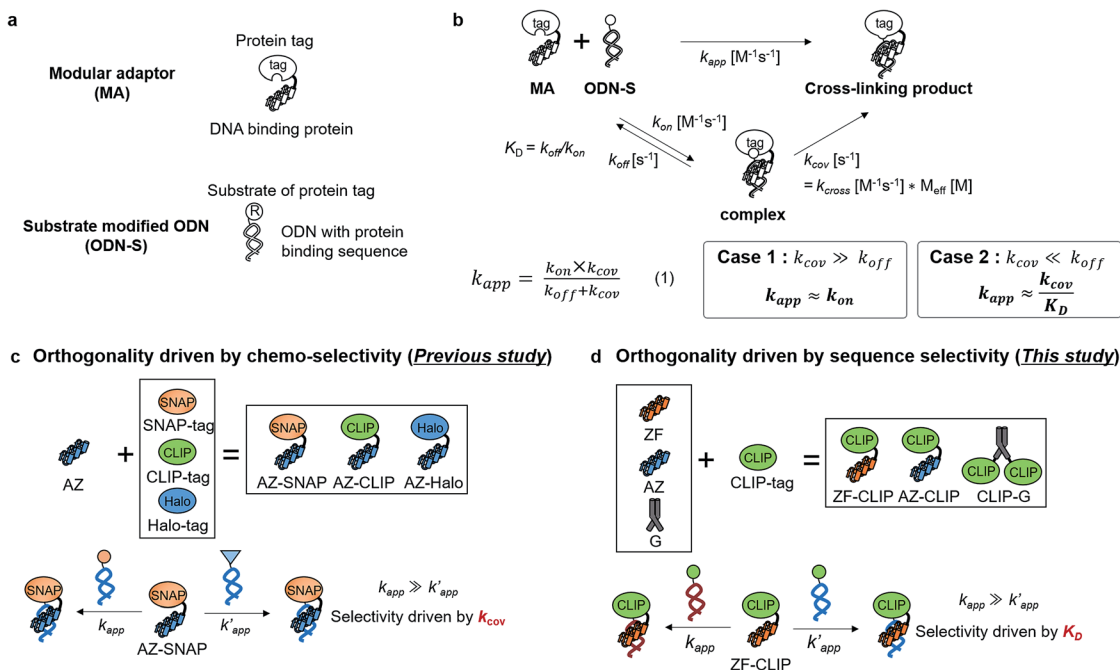 a
Protein tag
tag
Modular adaptor
(MA)
DNA binding protein
Substrate of protein tag
R
Substrate modified ODN
(ODN-S)
ODN with protein
binding sequence
b
tag
+
MA
ODN-S
k_app [M⁻¹s⁻¹]
tag
Cross-linking product
K_D = k_off/k_on
k_on [M⁻¹s⁻¹]
k_off [s⁻¹]
tag
complex
k_cov [s⁻¹]
= k_cross [M⁻¹s⁻¹] * M_eff [M]
k_app = (k_on × k_cov)/(k_off + k_cov) (1)
Case 1 : k_cov ≫ k_off
k_app ≈ k_on
Case 2 : k_cov ≪ k_off
k_app ≈ k_cov/K_D
c Orthogonality driven by chemo-selectivity (Previous study)
AZ
+
SNAP
SNAP-tag
CLIP
CLIP-tag
Halo
Halo-tag
=
SNAP
AZ-SNAP
CLIP
AZ-CLIP
Halo
AZ-Halo
SNAP
k_app
SNAP
AZ-SNAP
k'_app
SNAP
k_app ≫ k'_app
Selectivity driven by k_cov
d Orthogonality driven by sequence selectivity (This study)
ZF
AZ
G
+
CLIP
CLIP-tag
=
CLIP
ZF-CLIP
CLIP
AZ-CLIP
CLIP CLIP
CLIP-G
CLIP
k_app
CLIP
ZF-CLIP
k'_app
CLIP
k_app ≫ k'_app
Selectivity driven by K_D